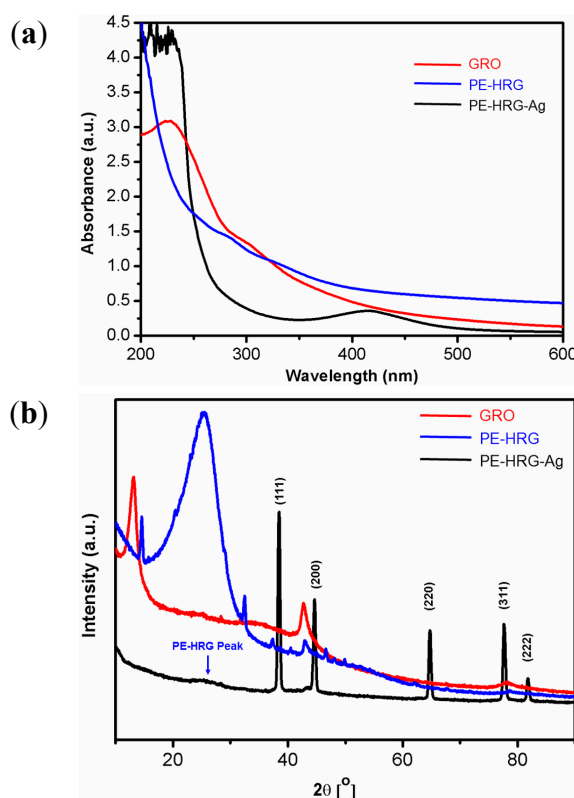 (a)
4.5
4.0
3.5
3.0
2.5
2.0
1.5
1.0
0.5
0.0
Absorbance (a.u.)
GRO
PE-HRG
PE-HRG-Ag
200 300 400 500 600
Wavelength (nm)
(b)
GRO
PE-HRG
PE-HRG-Ag
(111)
(200)
(220)
(311)
(222)
PE-HRG Peak
Intensity (a.u.)
20 40 60 80
2θ [°]